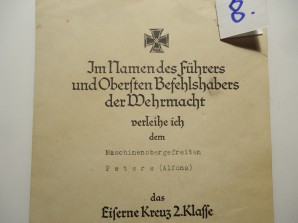 8.
Im Namen des Führers
und Obersten Befehlshabers
der Wehrmacht
verleihe ich
dem
Maschinenobergefreiten
Peters (Alfons)
das
Eiserne Kreuz 2.Klasse